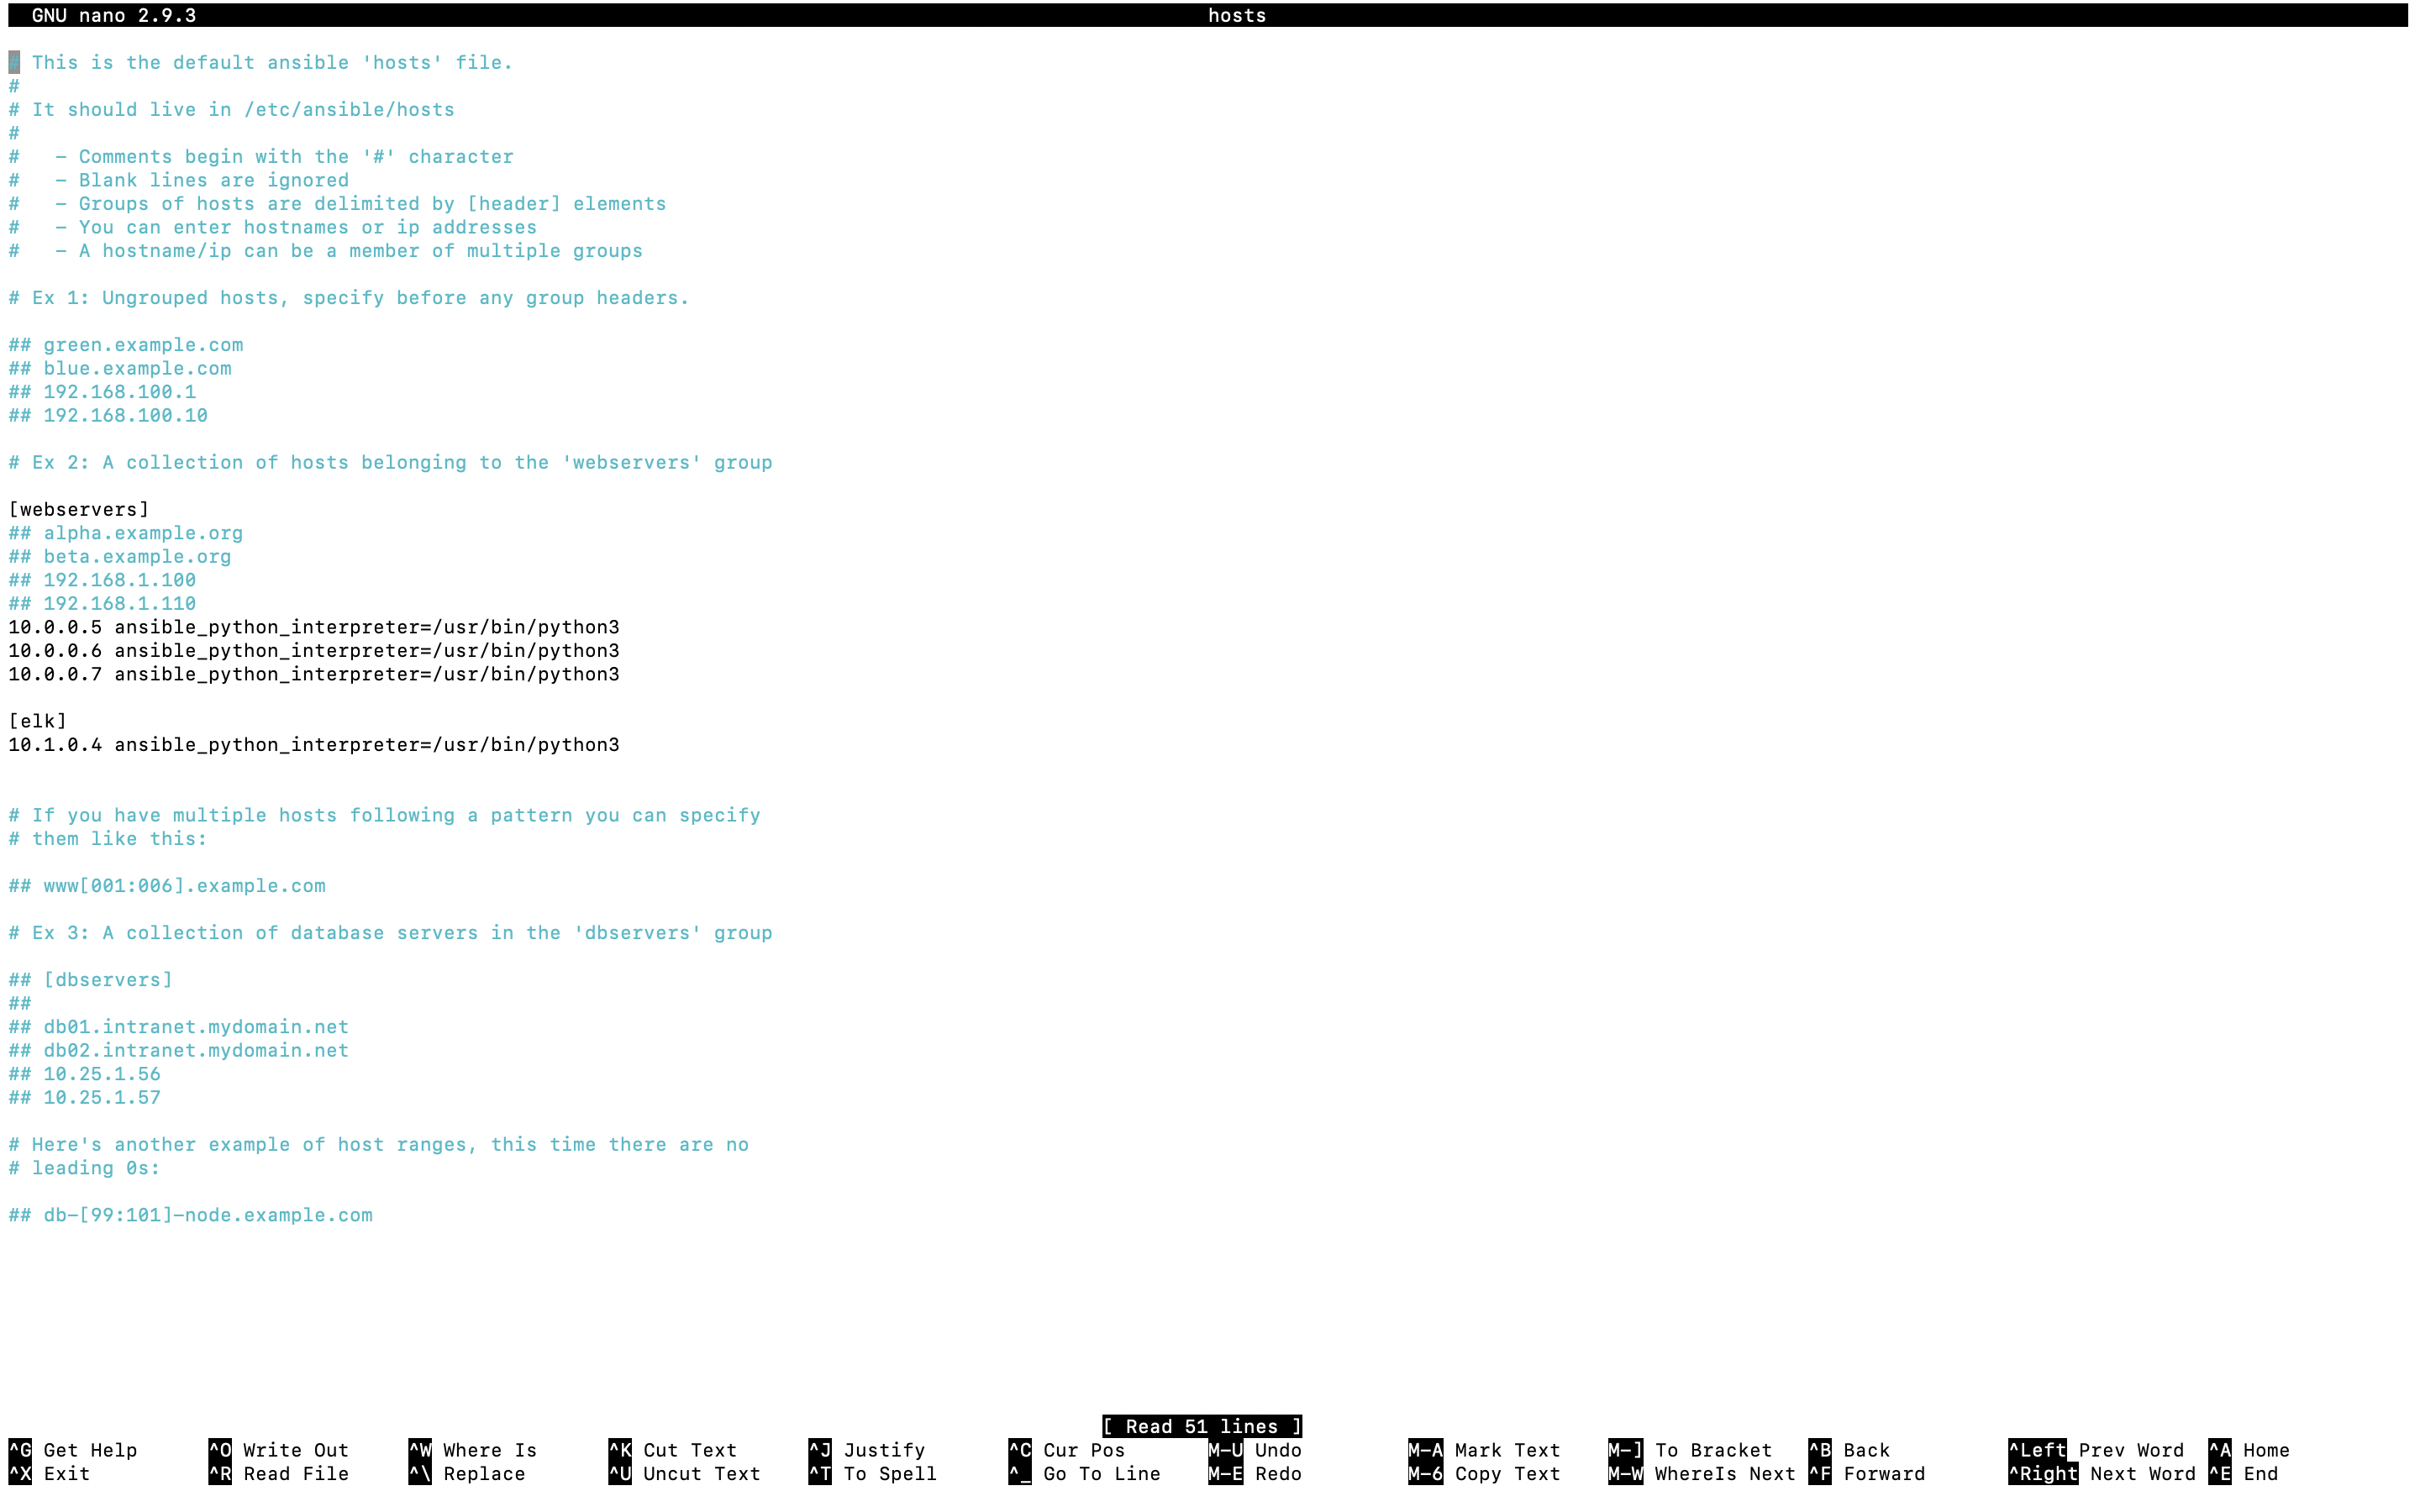 GNU nano 2.9.3 hosts
# This is the default ansible 'hosts' file.
#
# It should live in /etc/ansible/hosts
#
#   - Comments begin with the '#' character
#   - Blank lines are ignored
#   - Groups of hosts are delimited by [header] elements
#   - You can enter hostnames or ip addresses
#   - A hostname/ip can be a member of multiple groups
# Ex 1: Ungrouped hosts, specify before any group headers.
## green.example.com
## blue.example.com
## 192.168.100.1
## 192.168.100.10
# Ex 2: A collection of hosts belonging to the 'webservers' group
[webservers]
## alpha.example.org
## beta.example.org
## 192.168.1.100
## 192.168.1.110
10.0.0.5 ansible_python_interpreter=/usr/bin/python3
10.0.0.6 ansible_python_interpreter=/usr/bin/python3
10.0.0.7 ansible_python_interpreter=/usr/bin/python3
[elk]
10.1.0.4 ansible_python_interpreter=/usr/bin/python3
# If you have multiple hosts following a pattern you can specify
# them like this:
## www[001:006].example.com
# Ex 3: A collection of database servers in the 'dbservers' group
## [dbservers]
##
## db01.intranet.mydomain.net
## db02.intranet.mydomain.net
## 10.25.1.56
## 10.25.1.57
# Here's another example of host ranges, this time there are no
# leading 0s:
## db-[99:101]-node.example.com
[ Read 51 lines ]
^G Get Help ^O Write Out ^W Where Is ^K Cut Text ^J Justify ^C Cur Pos M-U Undo M-A Mark Text M-] To Bracket ^B Back ^Left Prev Word ^A Home
^X Exit ^R Read File ^\ Replace ^U Uncut Text ^T To Spell ^_ Go To Line M-E Redo M-6 Copy Text M-W WhereIs Next ^F Forward ^Right Next Word ^E End